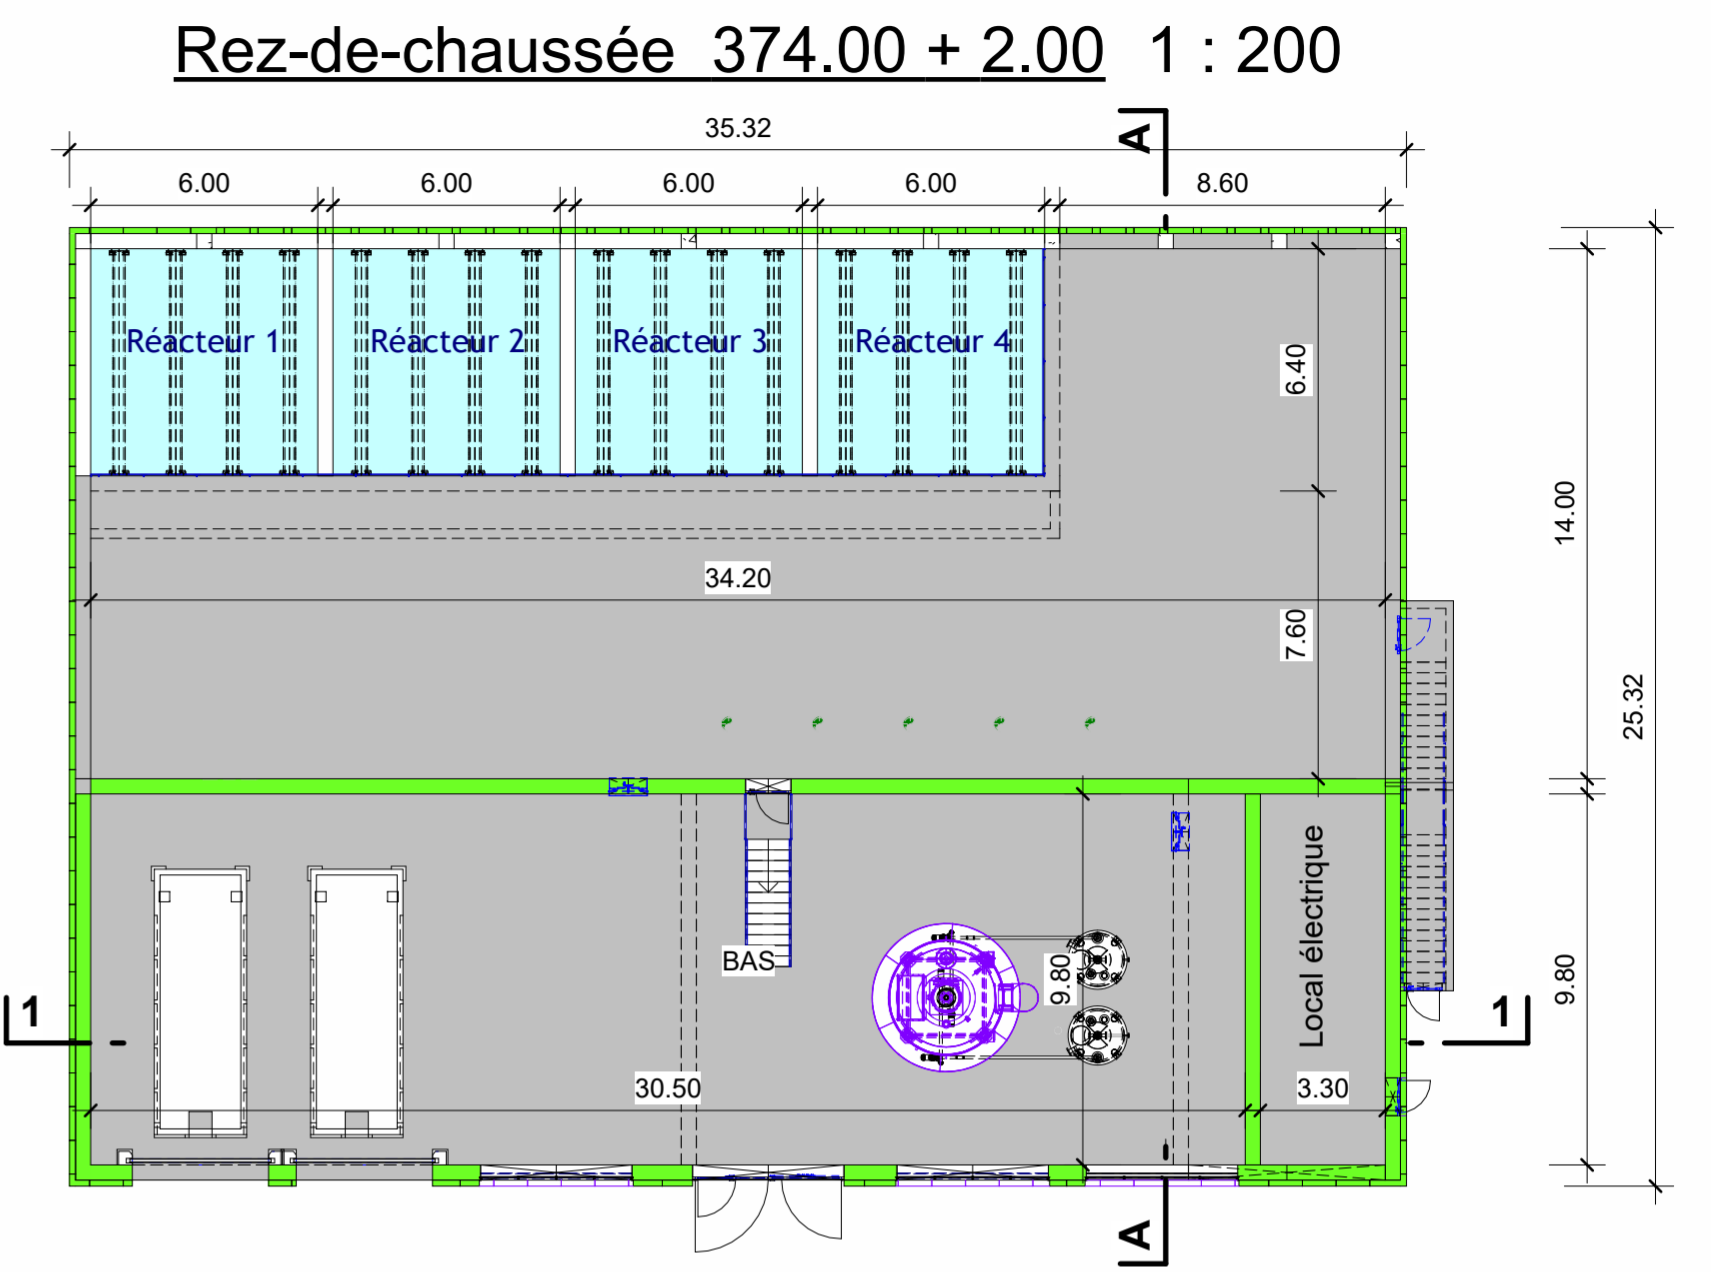 Rez-de-chaussée 374.00 + 2.00 1 : 200
A
35.32
6.00 6.00 6.00 6.00 8.60
Réacteur 1 Réacteur 2 Réacteur 3 Réacteur 4
6.40
14.00
34.20
7.60
25.32
Local électrique
BAS
9.80
9.80
1 1
30.50 3.30
A